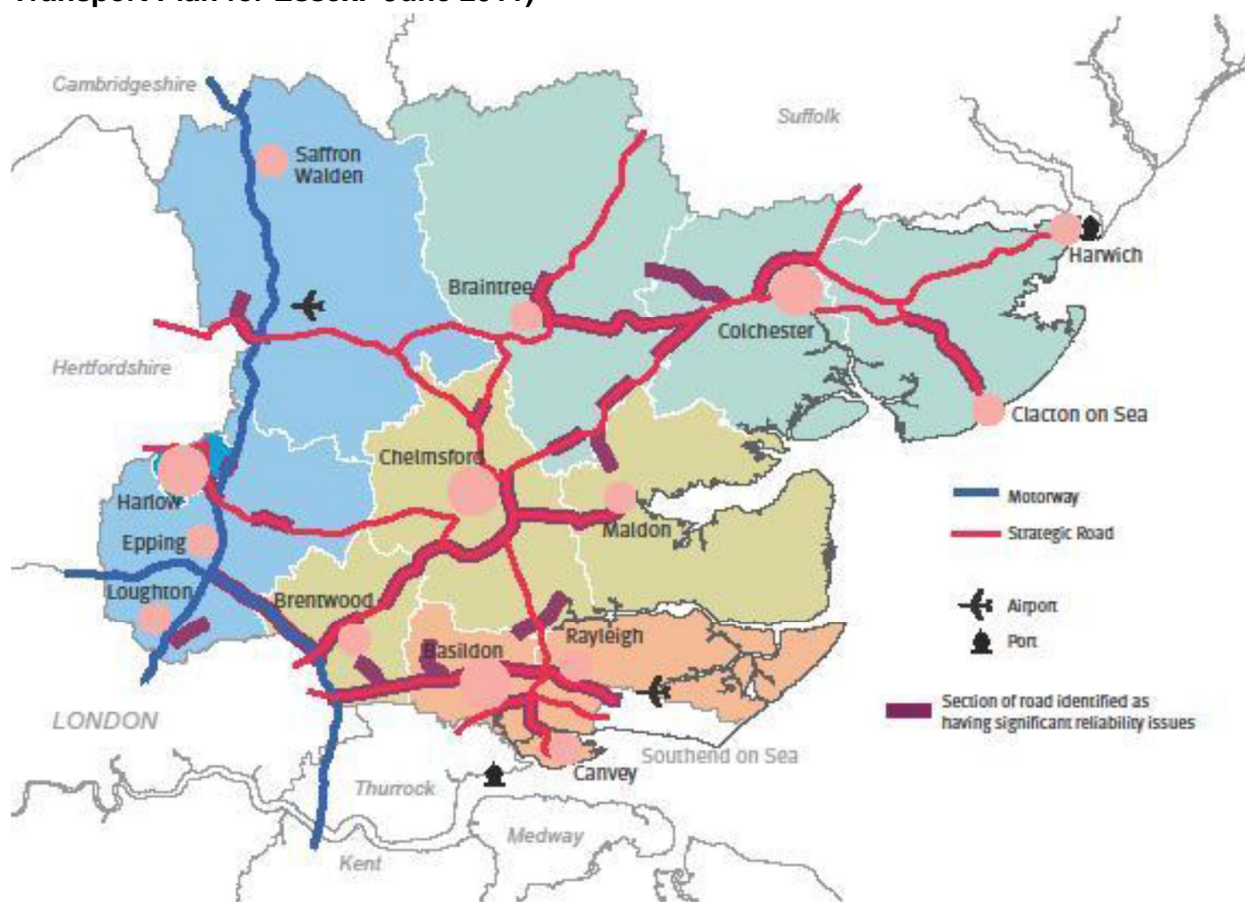 Cambridgeshire
Suffolk
Saffron
Walden
Harwich
Braintree
Colchester
Hertfordshire
Clacton on Sea
Chelmsford
Harlow
Maldon
Motorway
Epping
Strategic Road
Loughton
Brentwood
Airport
Rayleigh
Port
Basildon
LONDON
Section of road identified as
having significant reliability issues
Southend on Sea
Canvey
Thurrock
Medway
Kent